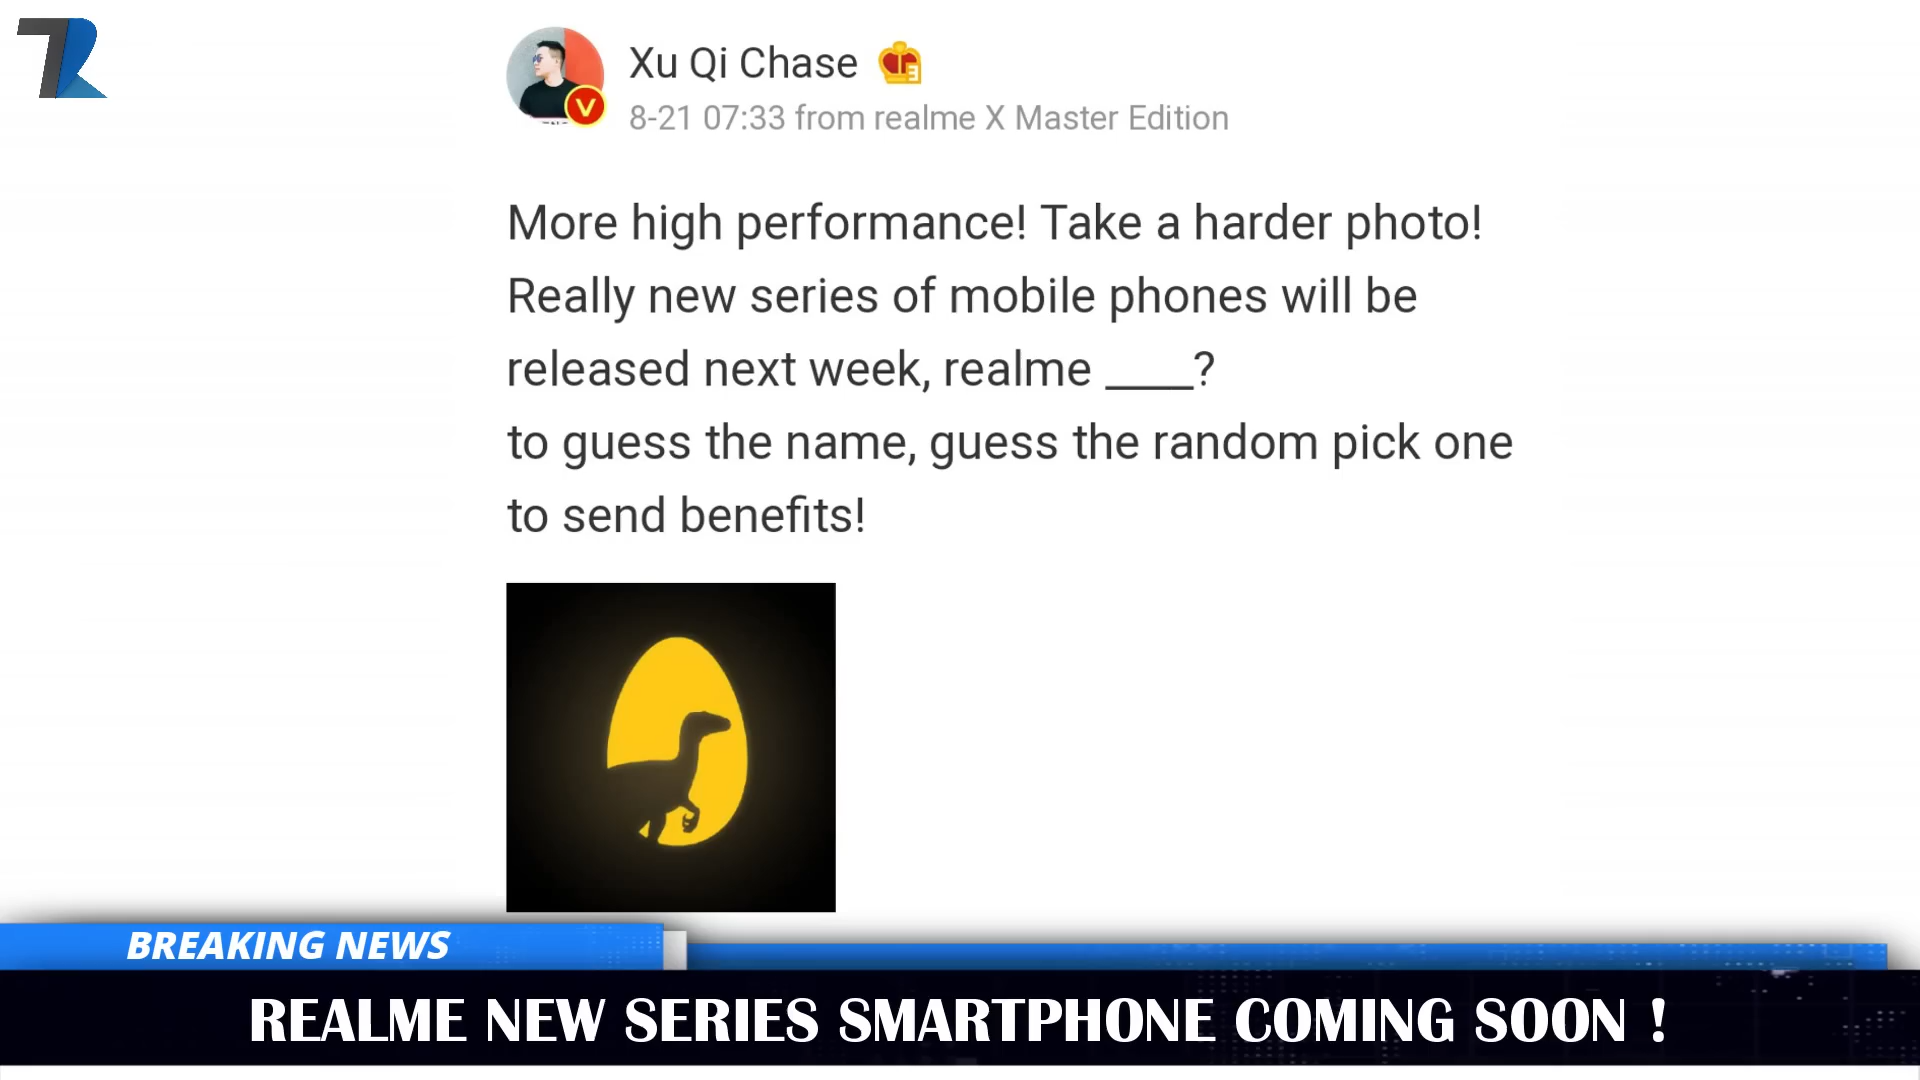 TR
Xu Qi Chase
3
V
8-21 07:33 from realme X Master Edition
More high performance! Take a harder photo!
Really new series of mobile phones will be
released next week, realme ____?
to guess the name, guess the random pick one
to send benefits!
BREAKING NEWS
REALME NEW SERIES SMARTPHONE COMING SOON !